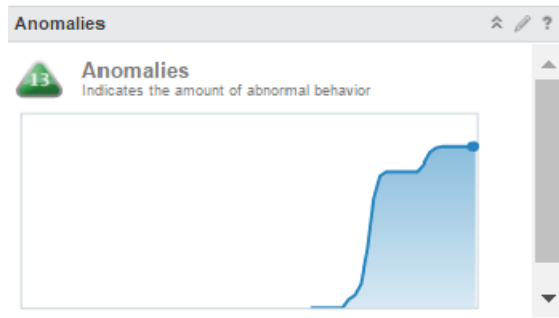 Anomalies
?
13
Anomalies
Indicates the amount of abnormal behavior